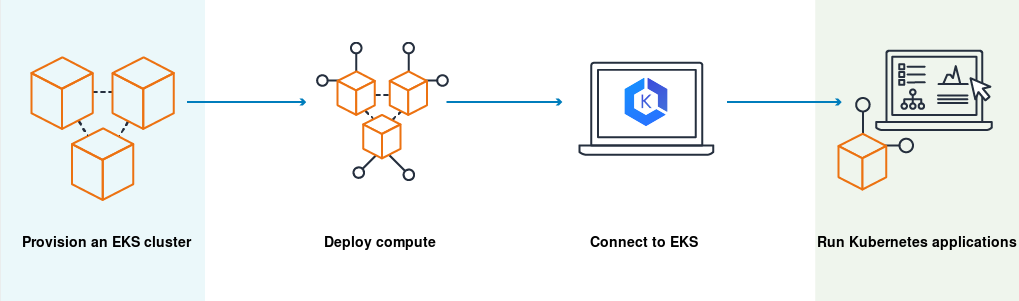 K
Provision an EKS cluster
Deploy compute
Connect to EKS
Run Kubernetes applications